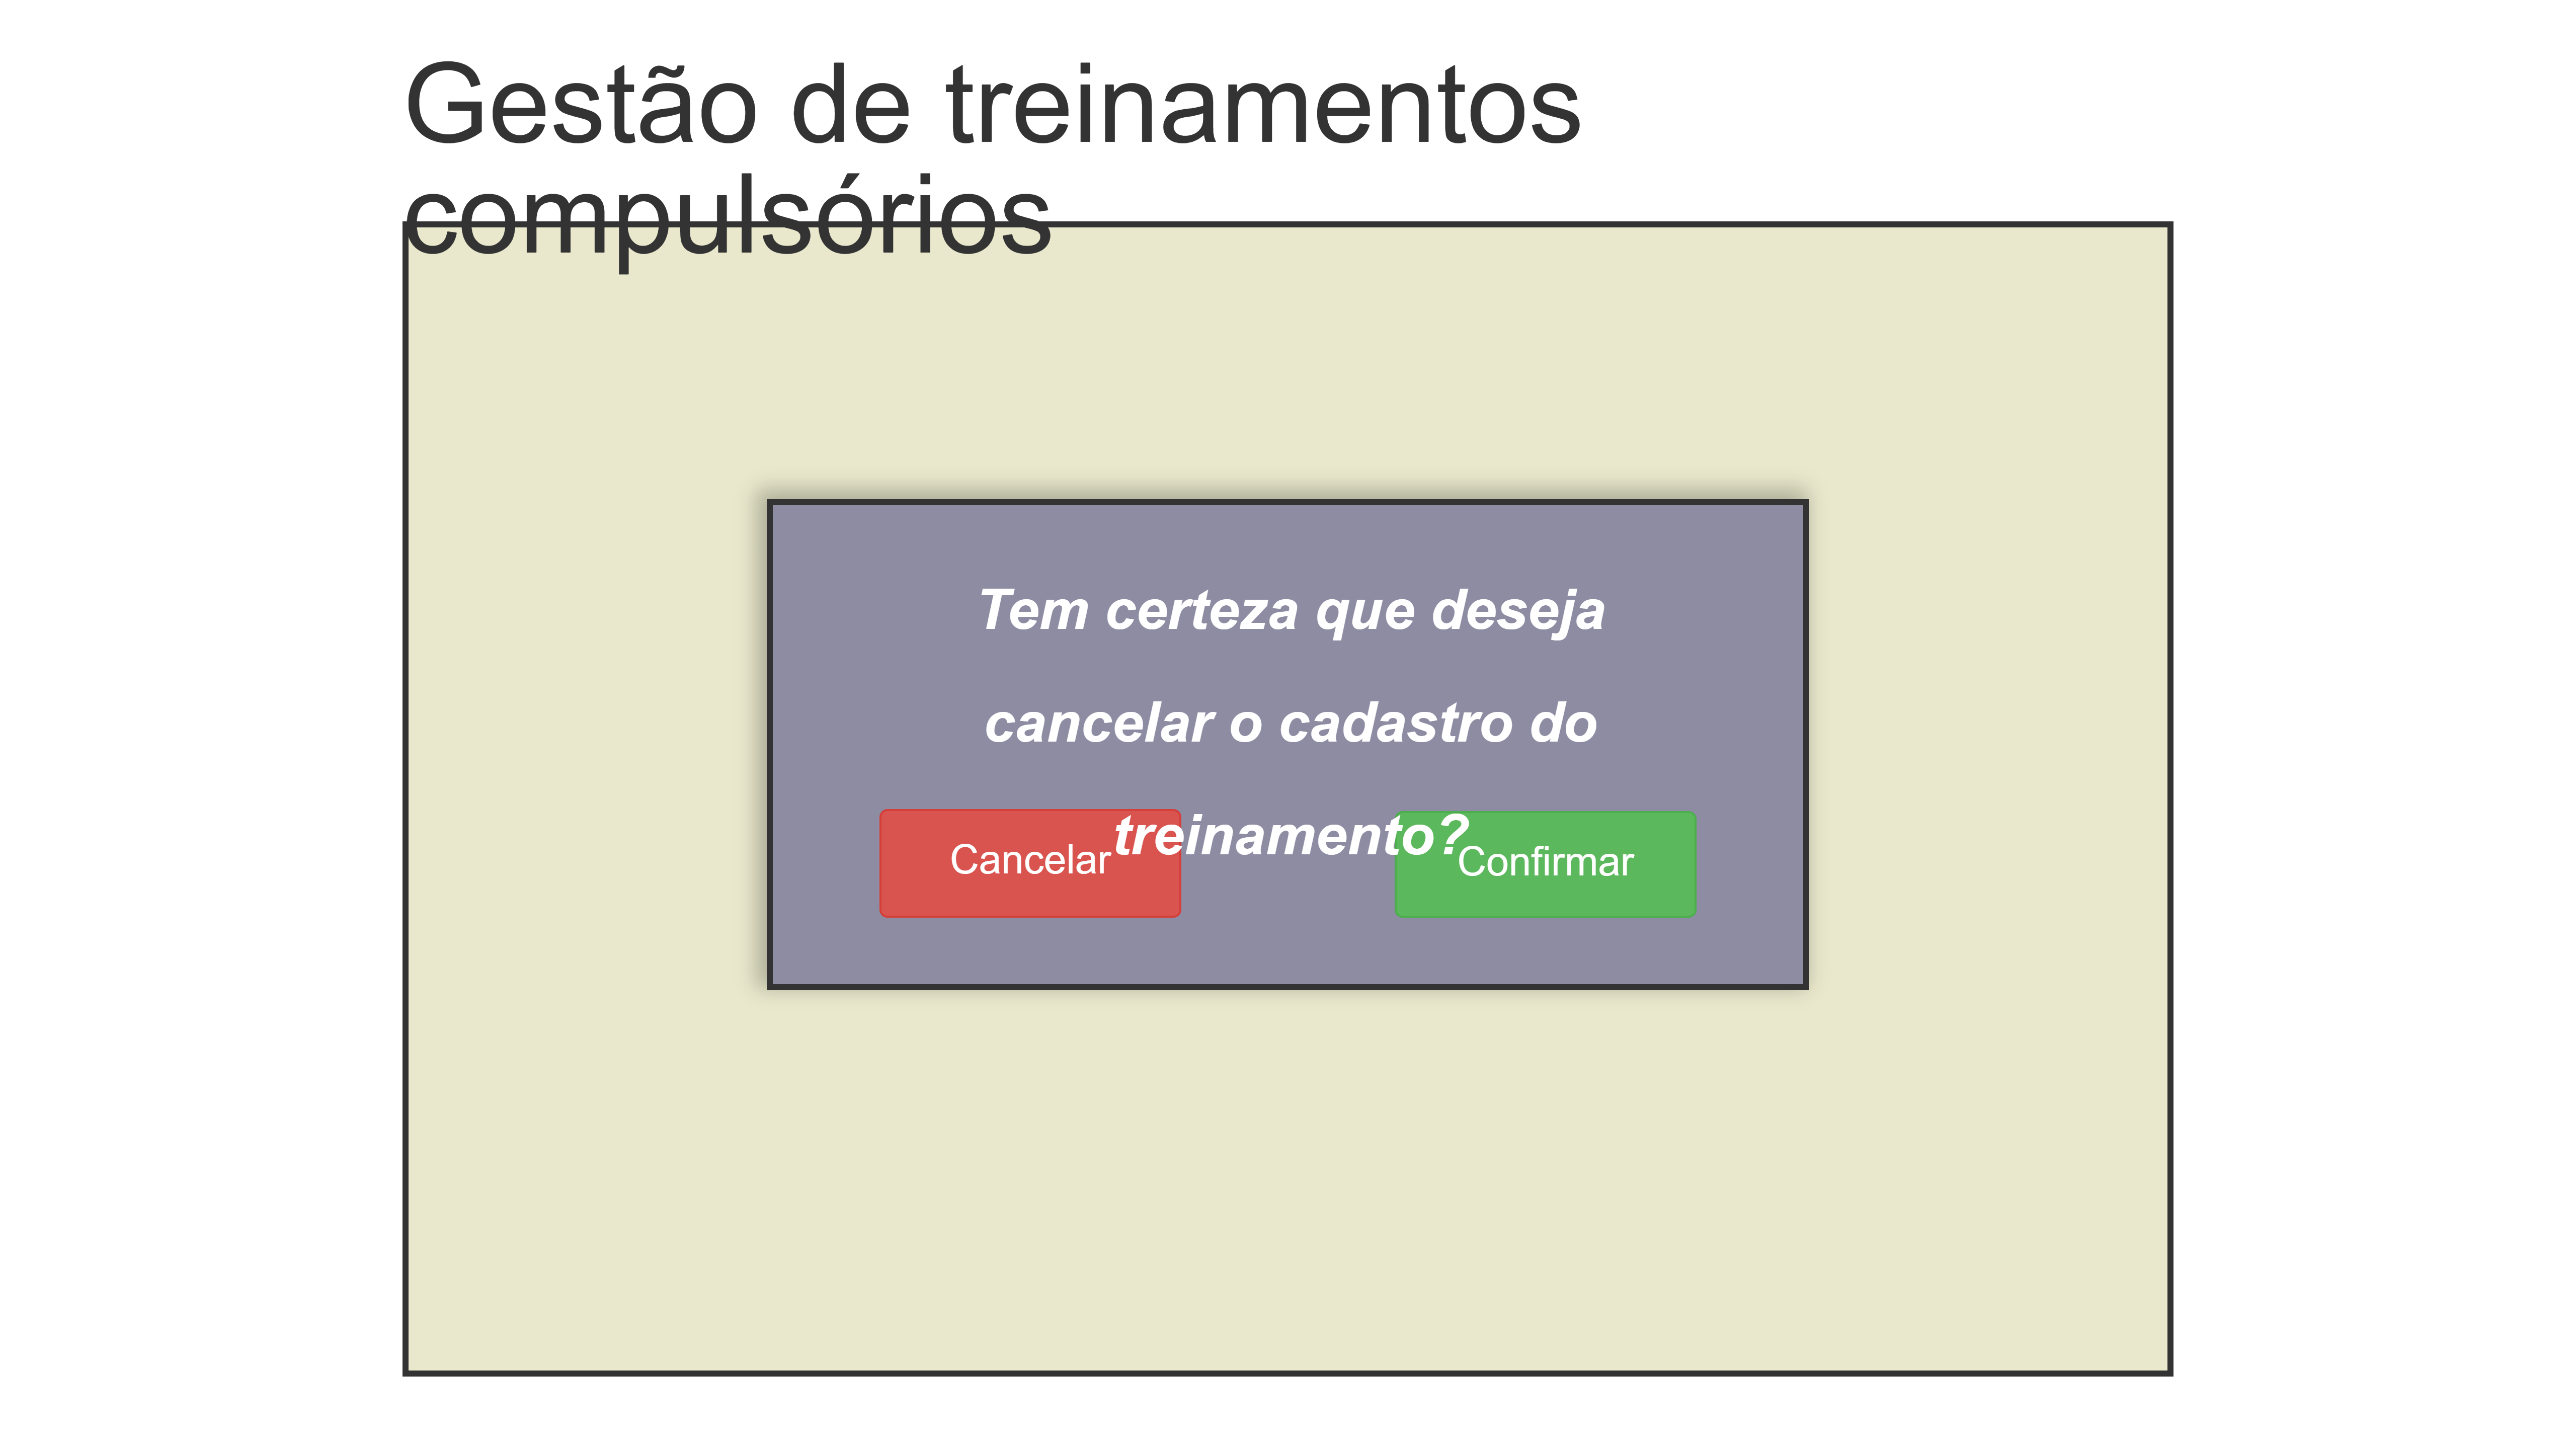 Gestão de treinamentos
compulsórios
Tem certeza que deseja
cancelar o cadastro do
treinamento?
Cancelar
Confirmar